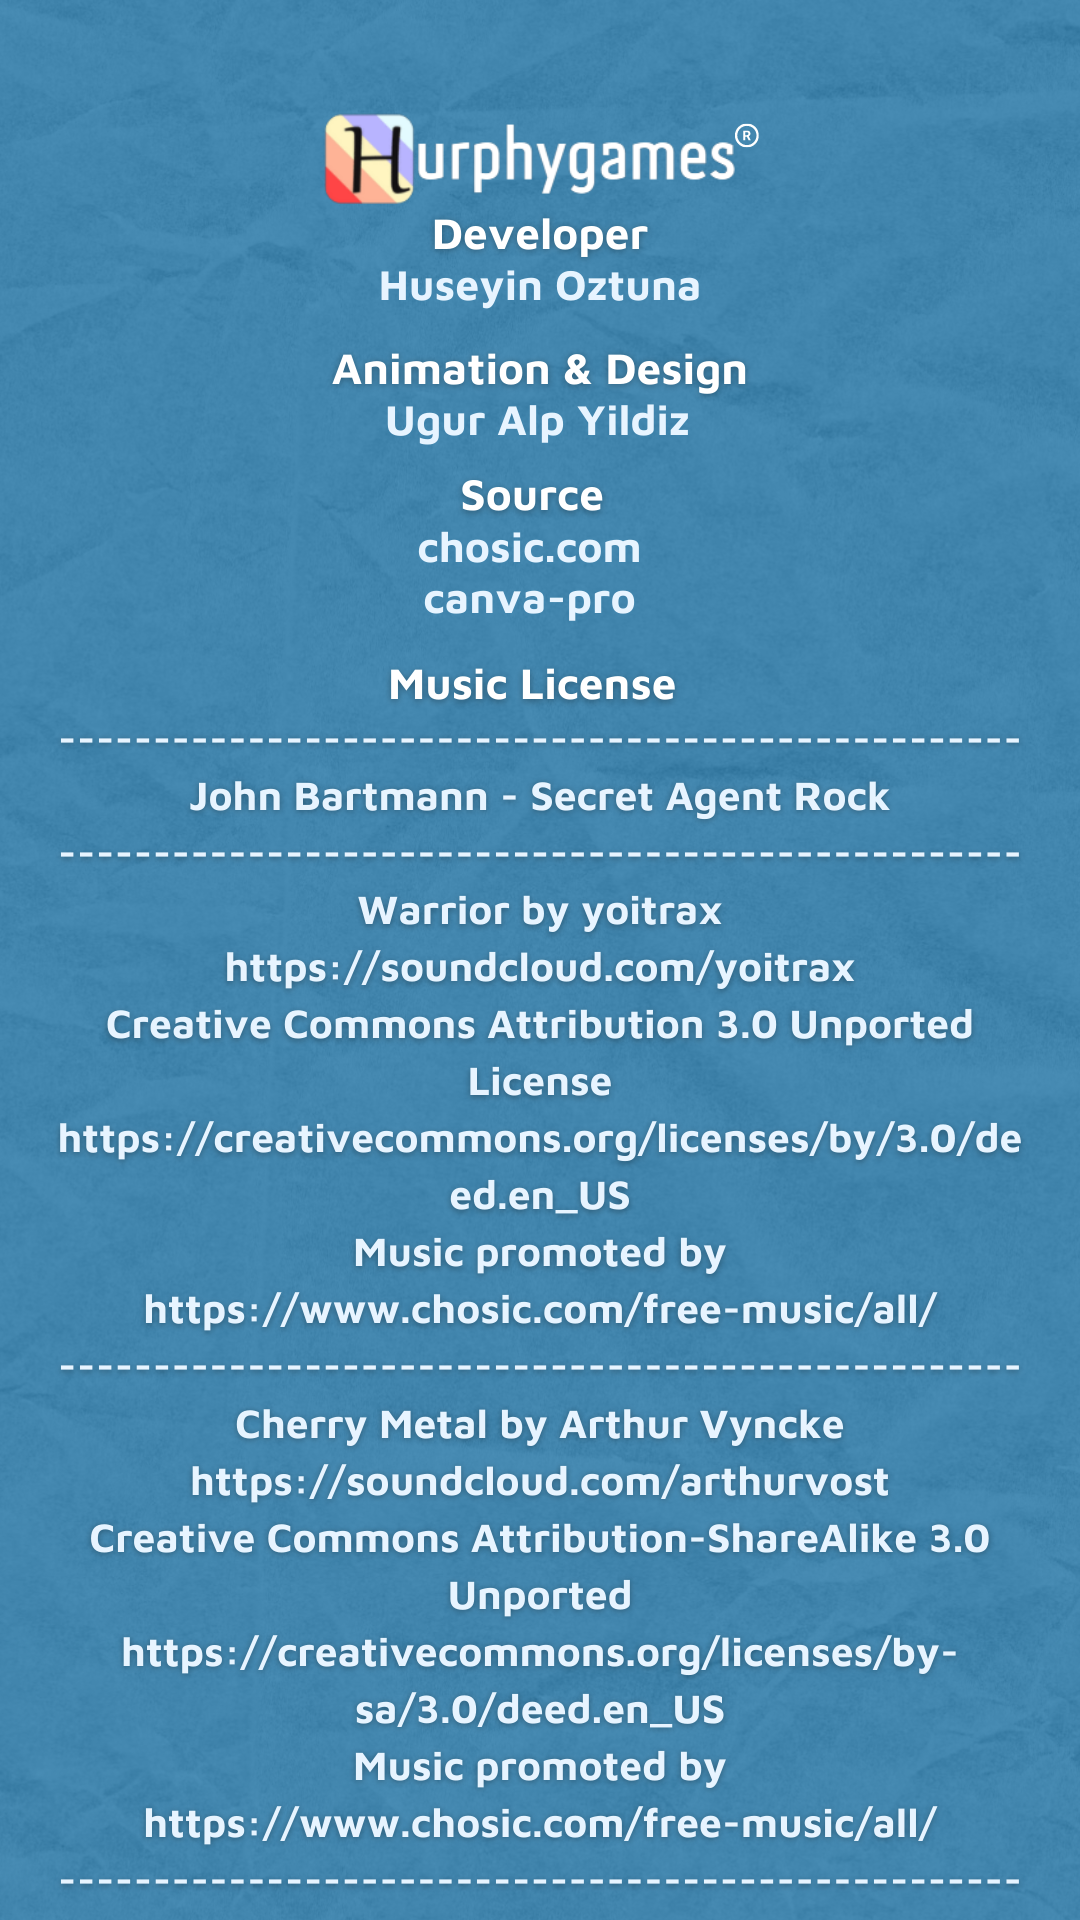 Hurphygames®
Developer
Huseyin Oztuna
Animation & Design
Ugur Alp Yildiz
Source
chosic.com
canva-pro
Music License
---------------------------------------------------
John Bartmann - Secret Agent Rock
---------------------------------------------------
Warrior by yoitrax
https://soundcloud.com/yoitrax
Creative Commons Attribution 3.0 Unported
License
https://creativecommons.org/licenses/by/3.0/de
ed.en_US
Music promoted by
https://www.chosic.com/free-music/all/
---------------------------------------------------
Cherry Metal by Arthur Vyncke
https://soundcloud.com/arthurvost
Creative Commons Attribution-ShareAlike 3.0
Unported
https://creativecommons.org/licenses/by-
sa/3.0/deed.en_US
Music promoted by
https://www.chosic.com/free-music/all/
---------------------------------------------------